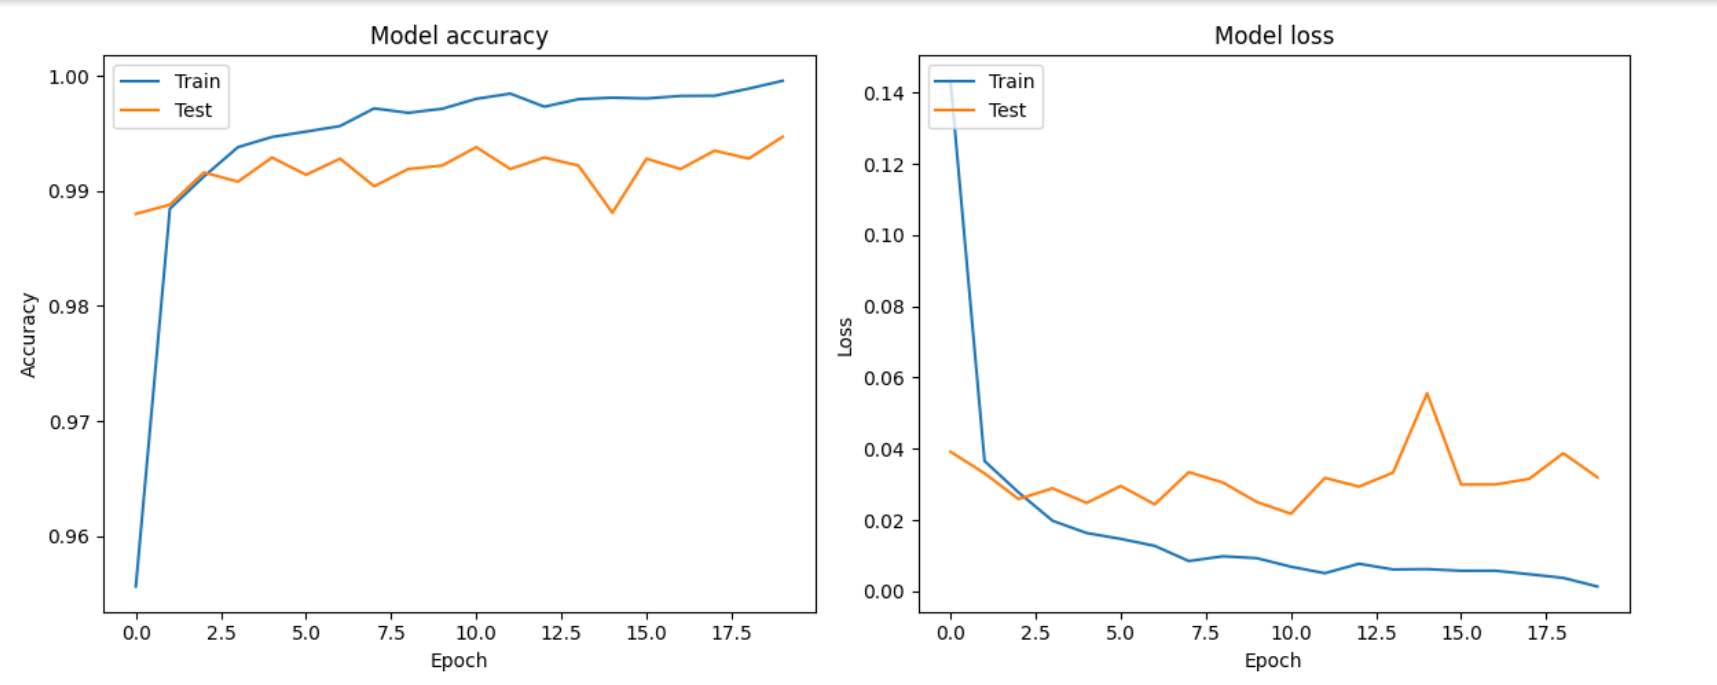 Model accuracy
Train
Test
1.00
0.99
0.98
0.97
0.96
Accuracy
0.0 2.5 5.0 7.5 10.0 12.5 15.0 17.5
Epoch
Model loss
Train
Test
0.14
0.12
0.10
0.08
0.06
0.04
0.02
0.00
Loss
0.0 2.5 5.0 7.5 10.0 12.5 15.0 17.5
Epoch